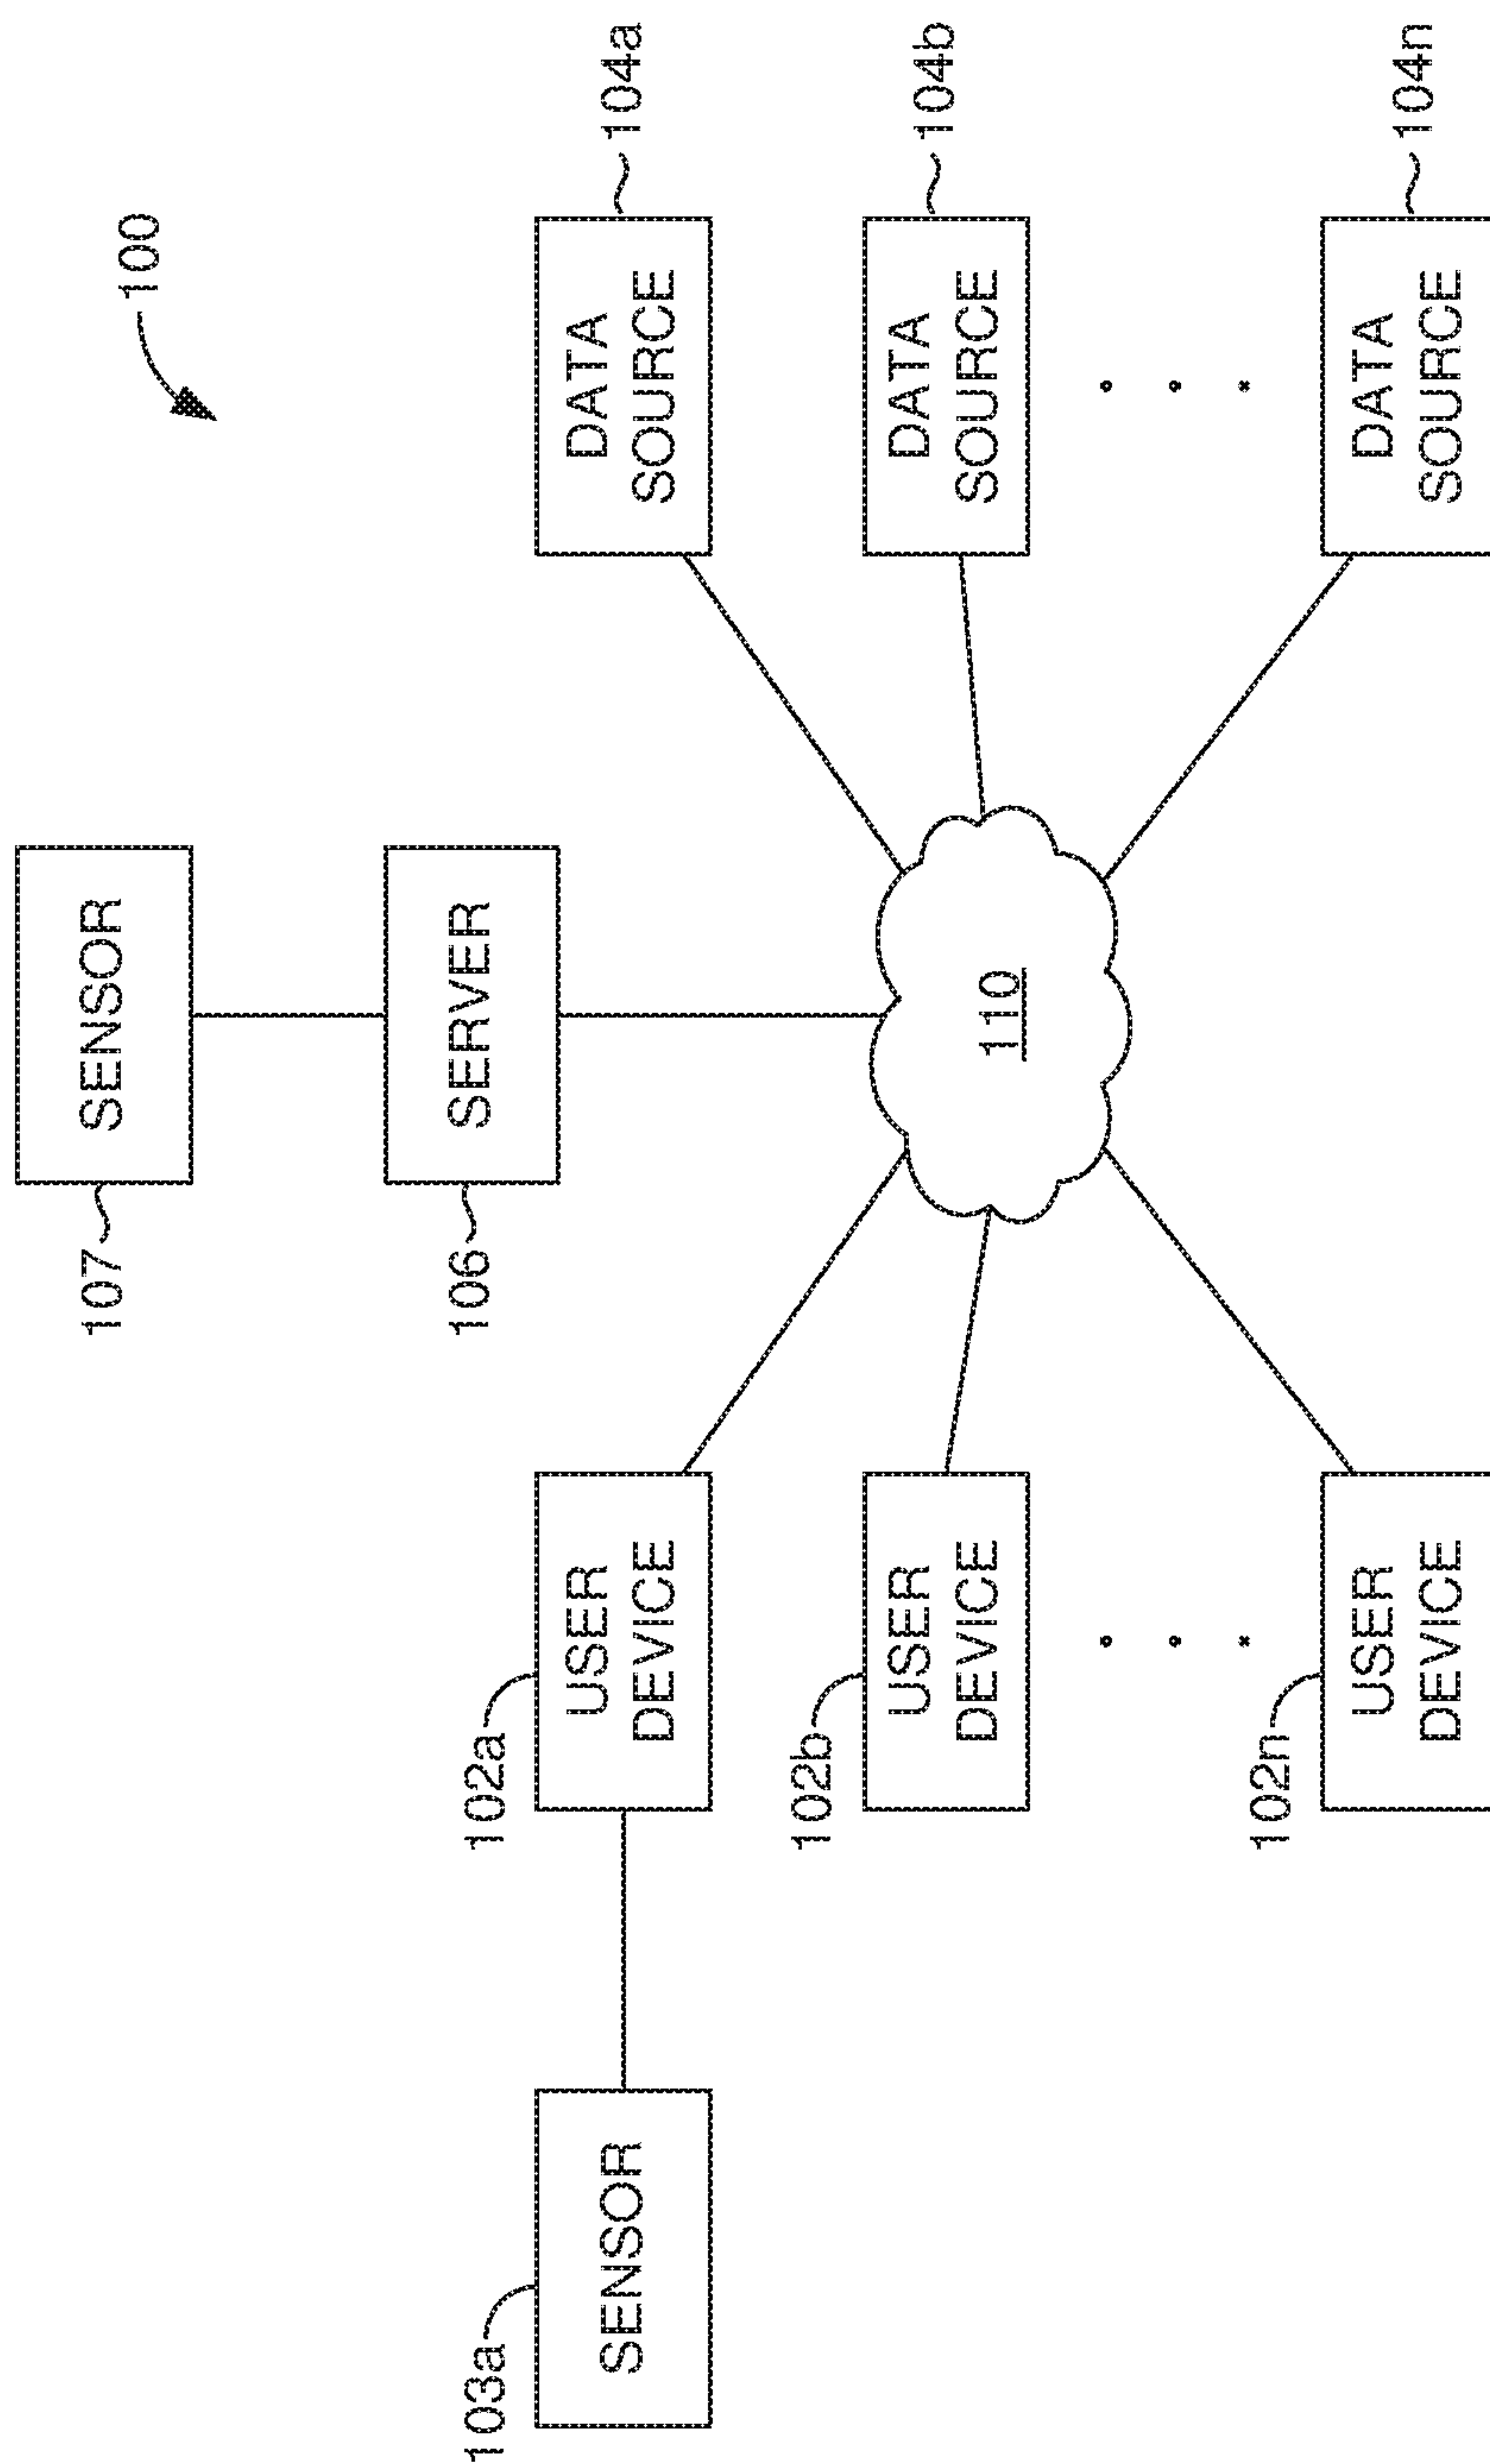 100
SENSOR
107
SERVER
106
110
103a
SENSOR
102a
USER
DEVICE
DATA
SOURCE
104a
102b
USER
DEVICE
DATA
SOURCE
104b
102n
USER
DEVICE
DATA
SOURCE
104n